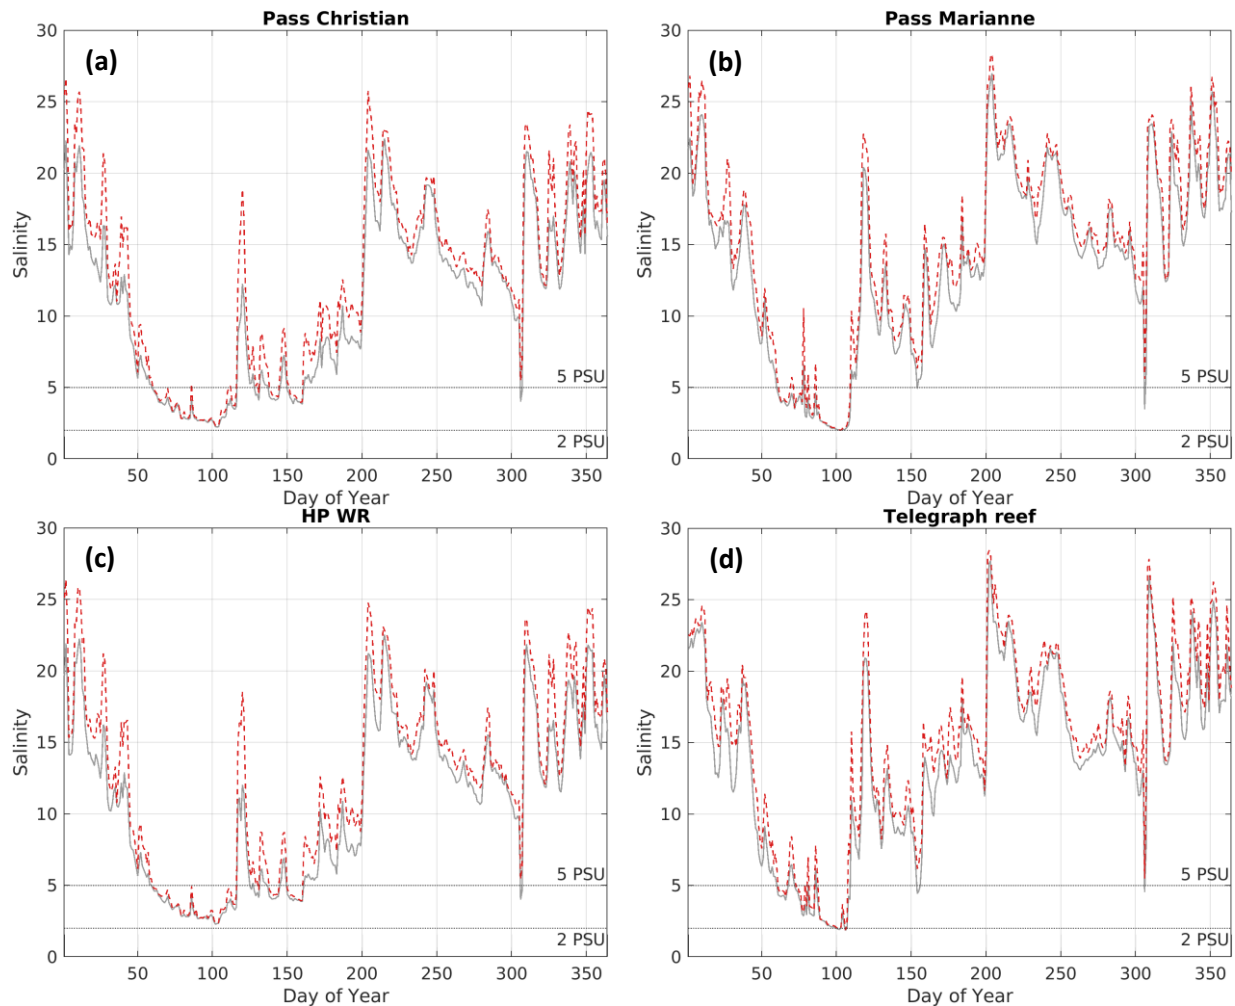 Pass Christian
(a)
30
25
20
15
10
5
0
Salinity
5 PSU
2 PSU
50 100 150 200 250 300 350
Day of Year
Pass Marianne
(b)
30
25
20
15
10
5
0
Salinity
5 PSU
2 PSU
50 100 150 200 250 300 350
Day of Year
HP WR
(c)
30
25
20
15
10
5
0
Salinity
5 PSU
2 PSU
50 100 150 200 250 300 350
Day of Year
Telegraph reef
(d)
30
25
20
15
10
5
0
Salinity
5 PSU
2 PSU
50 100 150 200 250 300 350
Day of Year